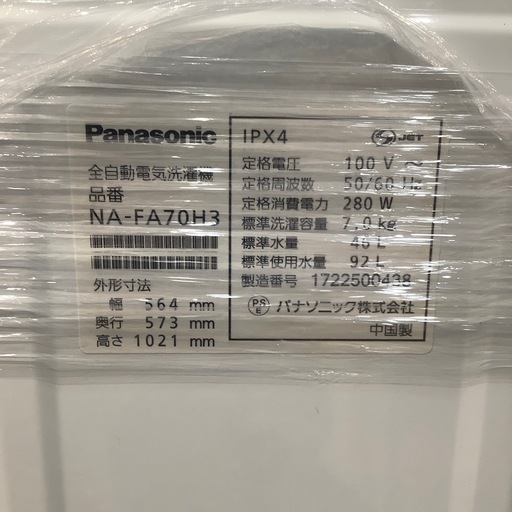 Panasonic
全自動電気洗濯機
品番
NA-FA70H3
外形寸法
幅 564 mm
奥行 573 mm
高さ 1021 mm
IPX4
JET
定格電圧 100 V ～
定格周波数 50/60 Hz
定格消費電力 280 W
標準洗濯容量 7.0 kg
標準水量 46 L
標準使用水量 92 L
製造番号 1722500438
PS E パナソニック株式会社
中国製